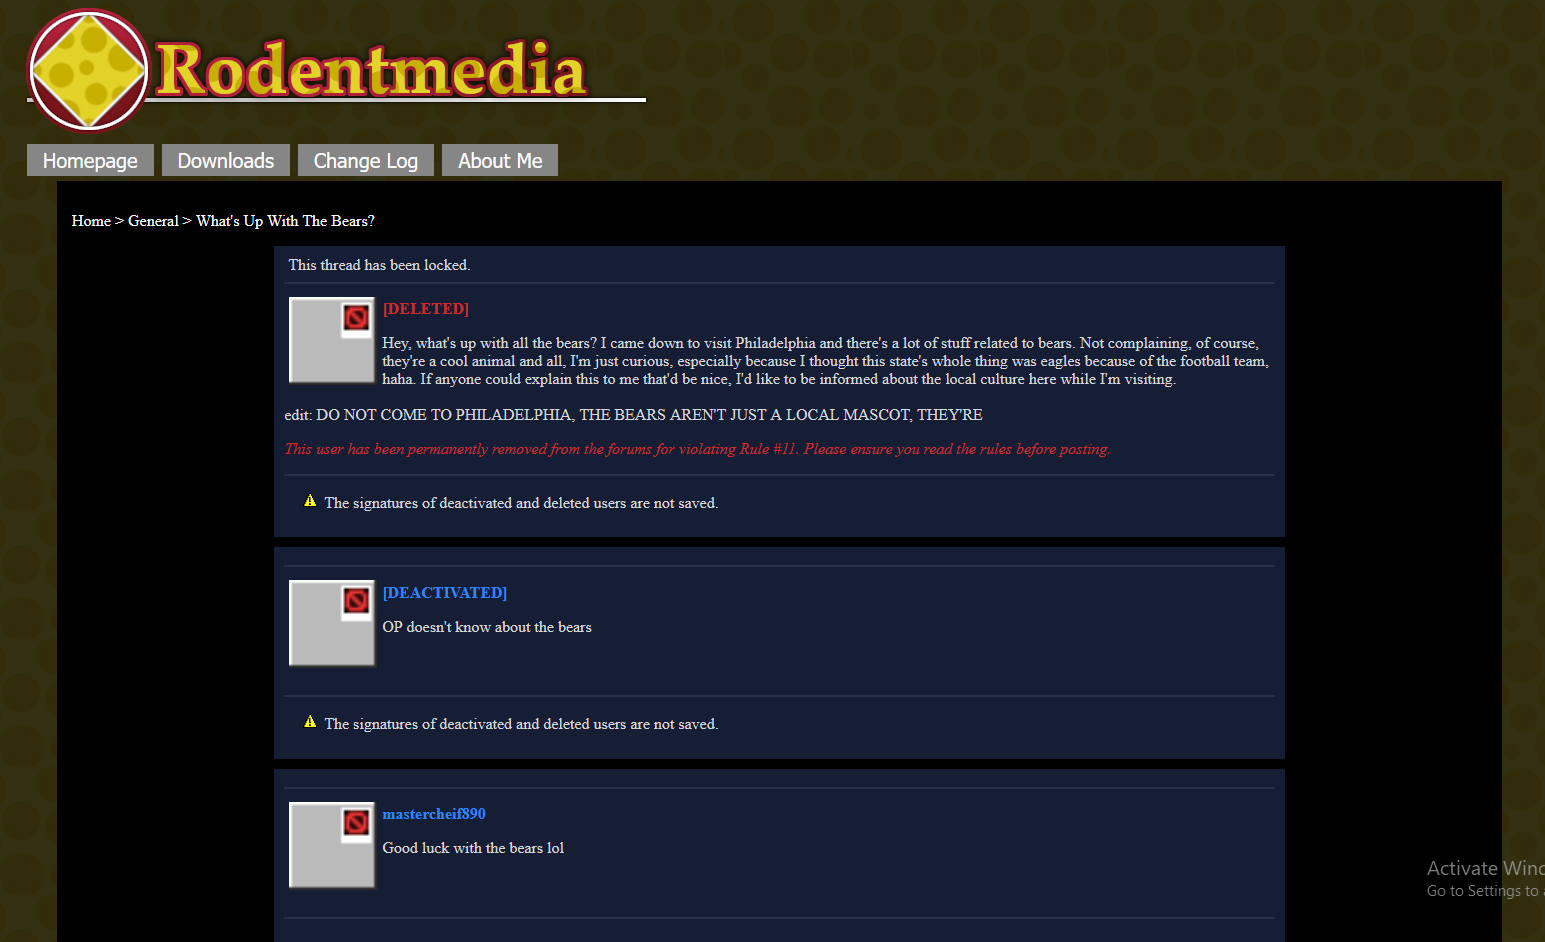 Rodentmedia
Homepage Downloads Change Log About Me
Home > General > What's Up With The Bears?
This thread has been locked.
[DELETED]
Hey, what's up with all the bears? I came down to visit Philadelphia and there's a lot of stuff related to bears. Not complaining, of course,
they're a cool animal and all, I'm just curious, especially because I thought this state's whole thing was eagles because of the football team,
haha. If anyone could explain this to me that'd be nice, I'd like to be informed about the local culture here while I'm visiting.
edit: DO NOT COME TO PHILADELPHIA, THE BEARS AREN'T JUST A LOCAL MASCOT, THEY'RE
This user has been permanently removed from the forums for violating Rule #11. Please ensure you read the rules before posting.
The signatures of deactivated and deleted users are not saved.
[DEACTIVATED]
OP doesn't know about the bears
The signatures of deactivated and deleted users are not saved.
mastercheif890
Good luck with the bears lol
Activate Wind
Go to Settings to